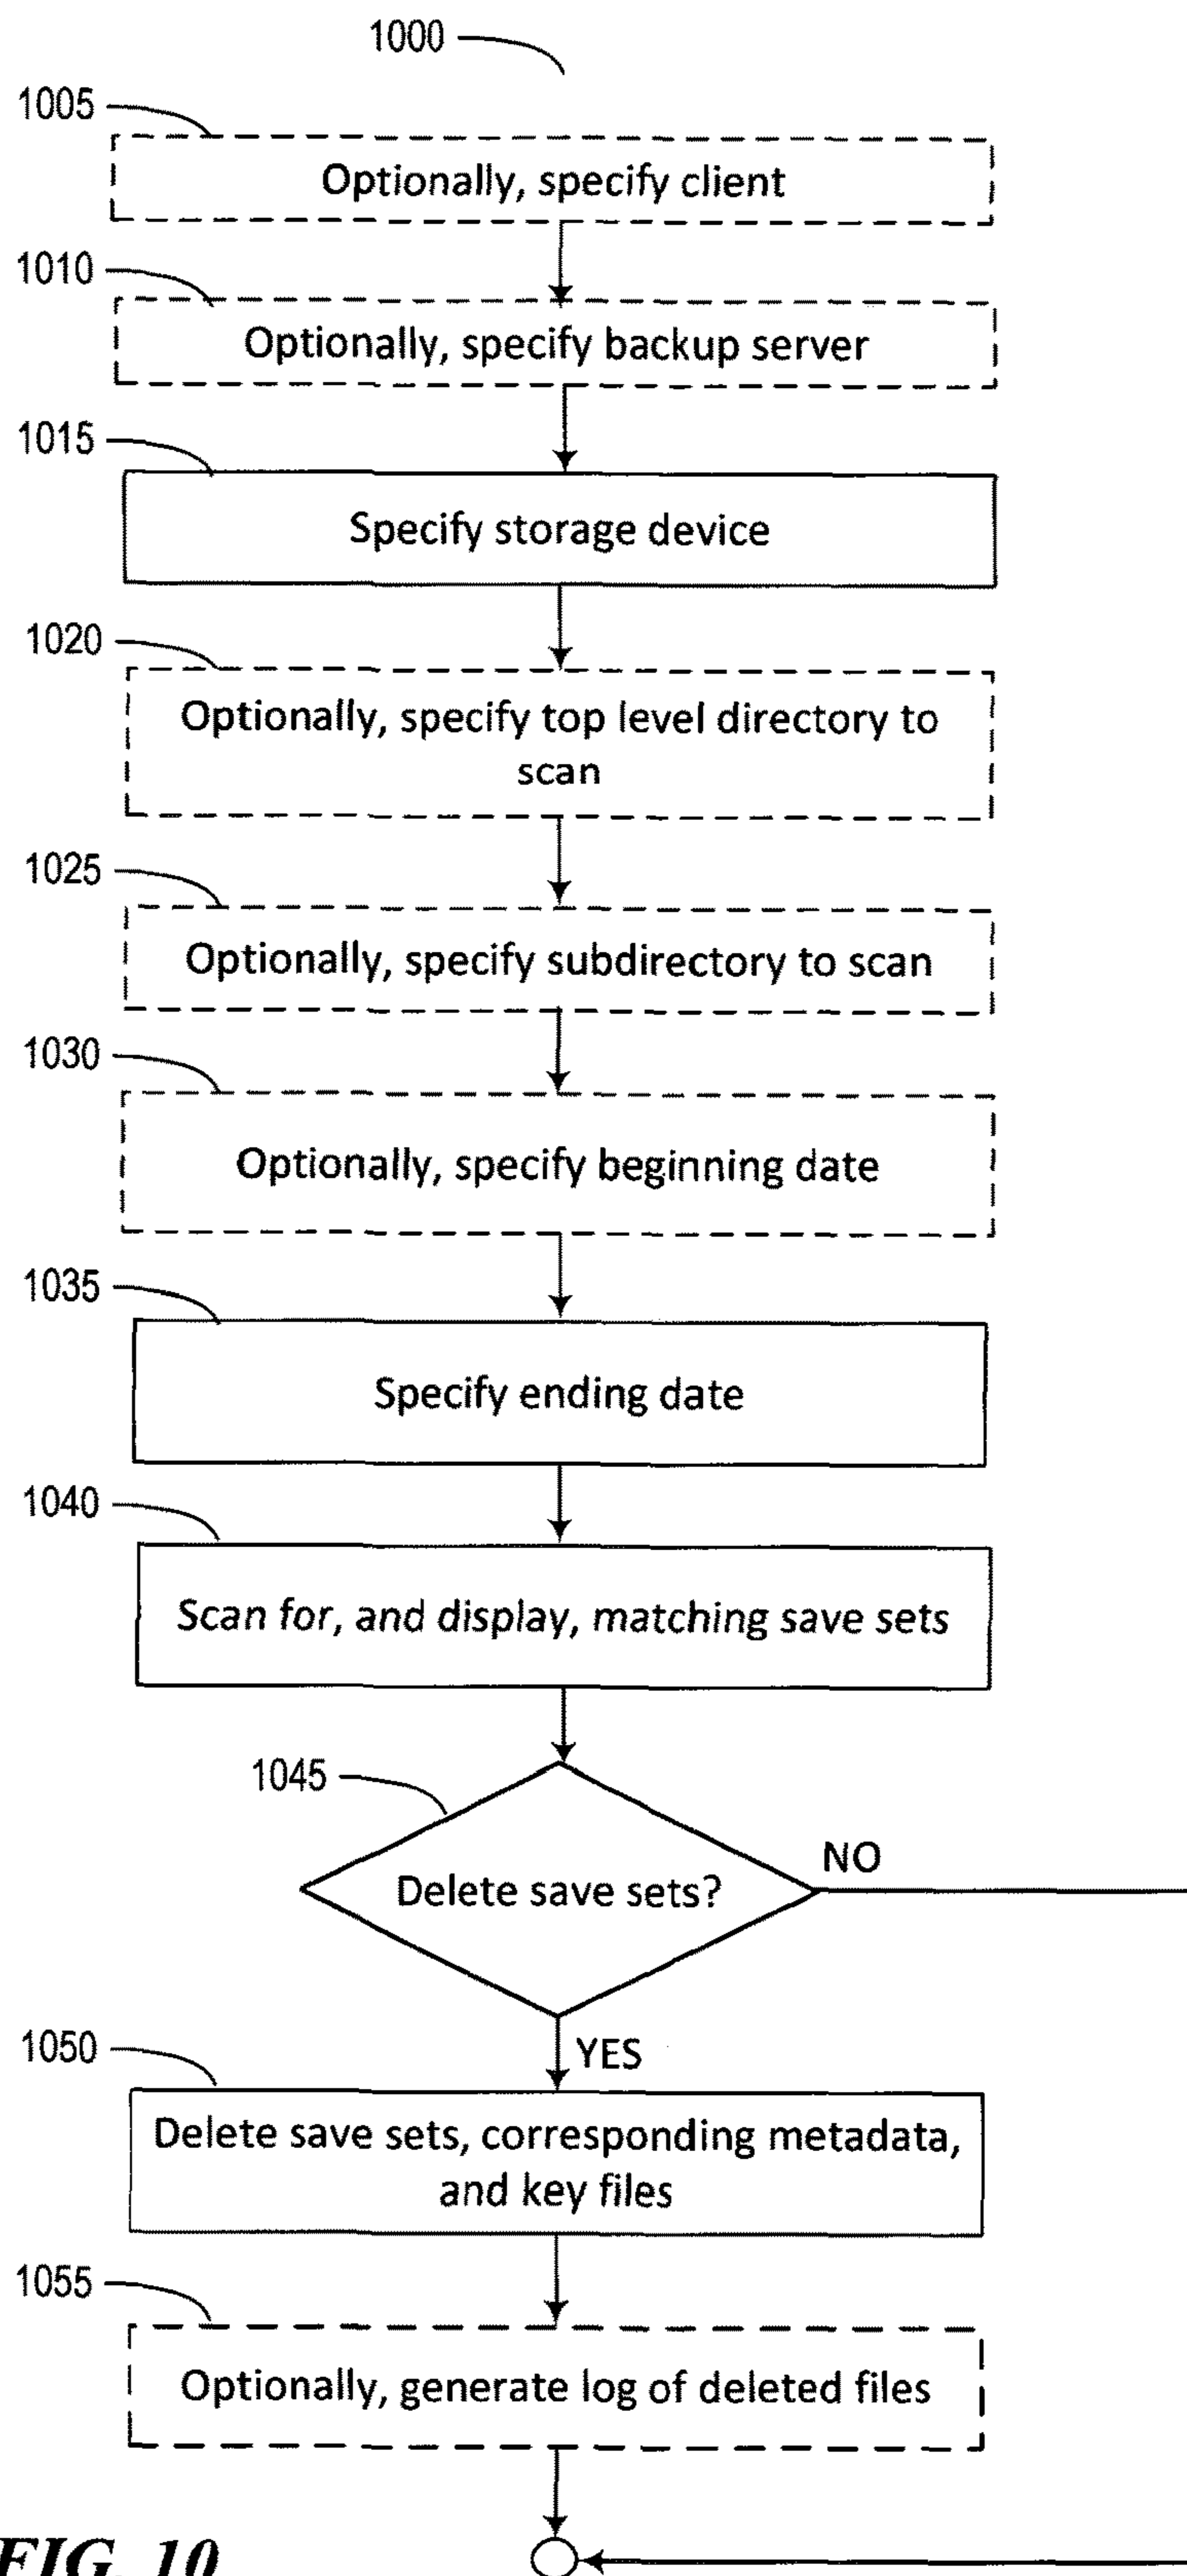 1000
1005
Optionally, specify client
1010
Optionally, specify backup server
1015
Specify storage device
1020
Optionally, specify top level directory to
scan
1025
Optionally, specify subdirectory to scan
1030
Optionally, specify beginning date
1035
Specify ending date
1040
Scan for, and display, matching save sets
1045
Delete save sets?
NO
YES
1050
Delete save sets, corresponding metadata,
and key files
1055
Optionally, generate log of deleted files
FIG. 10